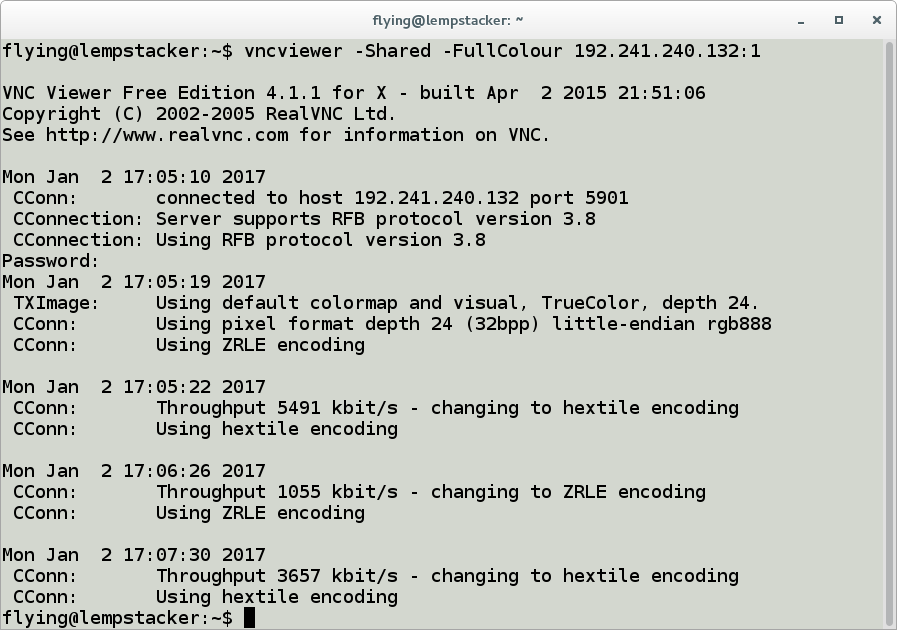 flying@lempstacker: ~
flying@lempstacker:~$ vncviewer -Shared -FullColour 192.241.240.132:1
VNC Viewer Free Edition 4.1.1 for X - built Apr  2 2015 21:51:06
Copyright (C) 2002-2005 RealVNC Ltd.
See http://www.realvnc.com for information on VNC.
Mon Jan  2 17:05:10 2017
 CConn:       connected to host 192.241.240.132 port 5901
 CConnection: Server supports RFB protocol version 3.8
 CConnection: Using RFB protocol version 3.8
Password:
Mon Jan  2 17:05:19 2017
 TXImage:     Using default colormap and visual, TrueColor, depth 24.
 CConn:       Using pixel format depth 24 (32bpp) little-endian rgb888
 CConn:       Using ZRLE encoding
Mon Jan  2 17:05:22 2017
 CConn:       Throughput 5491 kbit/s - changing to hextile encoding
 CConn:       Using hextile encoding
Mon Jan  2 17:06:26 2017
 CConn:       Throughput 1055 kbit/s - changing to ZRLE encoding
 CConn:       Using ZRLE encoding
Mon Jan  2 17:07:30 2017
 CConn:       Throughput 3657 kbit/s - changing to hextile encoding
 CConn:       Using hextile encoding
flying@lempstacker:~$